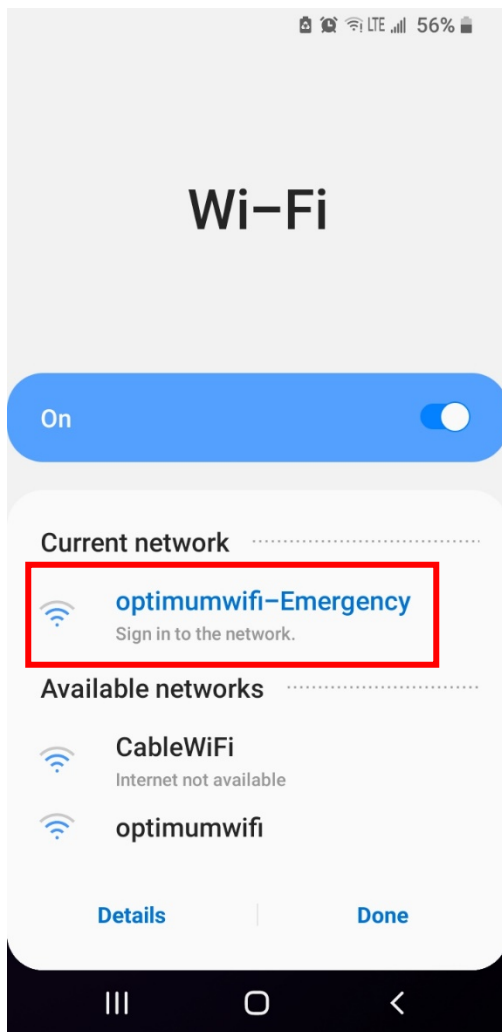 LTE 56%
Wi-Fi
On
Current network
optimumwifi-Emergency
Sign in to the network.
Available networks
CableWiFi
Internet not available
optimumwifi
Details Done